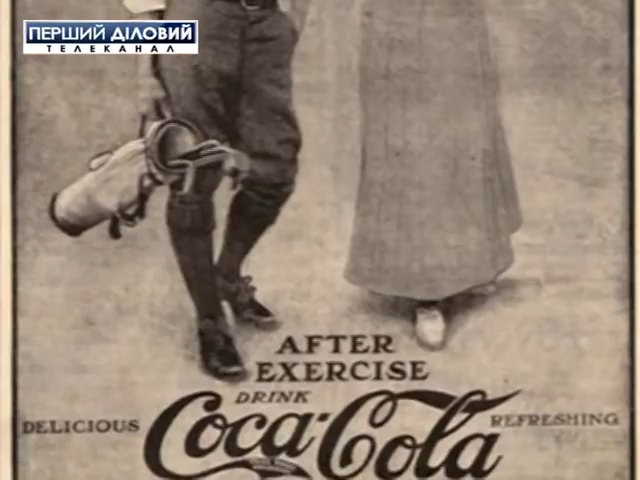 ПЕРШИЙ ДІЛОВИЙ
ТЕЛЕКАНАЛ
AFTER
EXERCISE
DRINK
DELICIOUS Coca-Cola REFRESHING